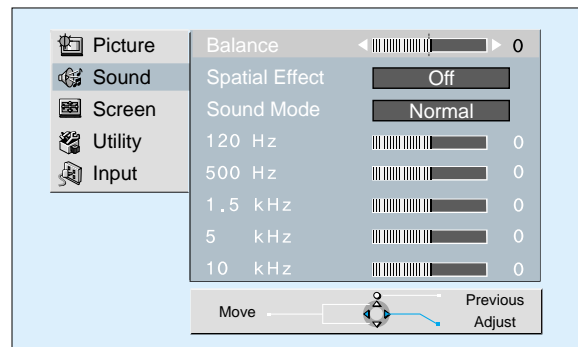 Picture
Sound
Screen
Utility
Input
Balance 0
Spatial Effect Off
Sound Mode Normal
120 Hz 0
500 Hz 0
1.5 kHz 0
5 kHz 0
10 kHz 0
Move
Previous
Adjust